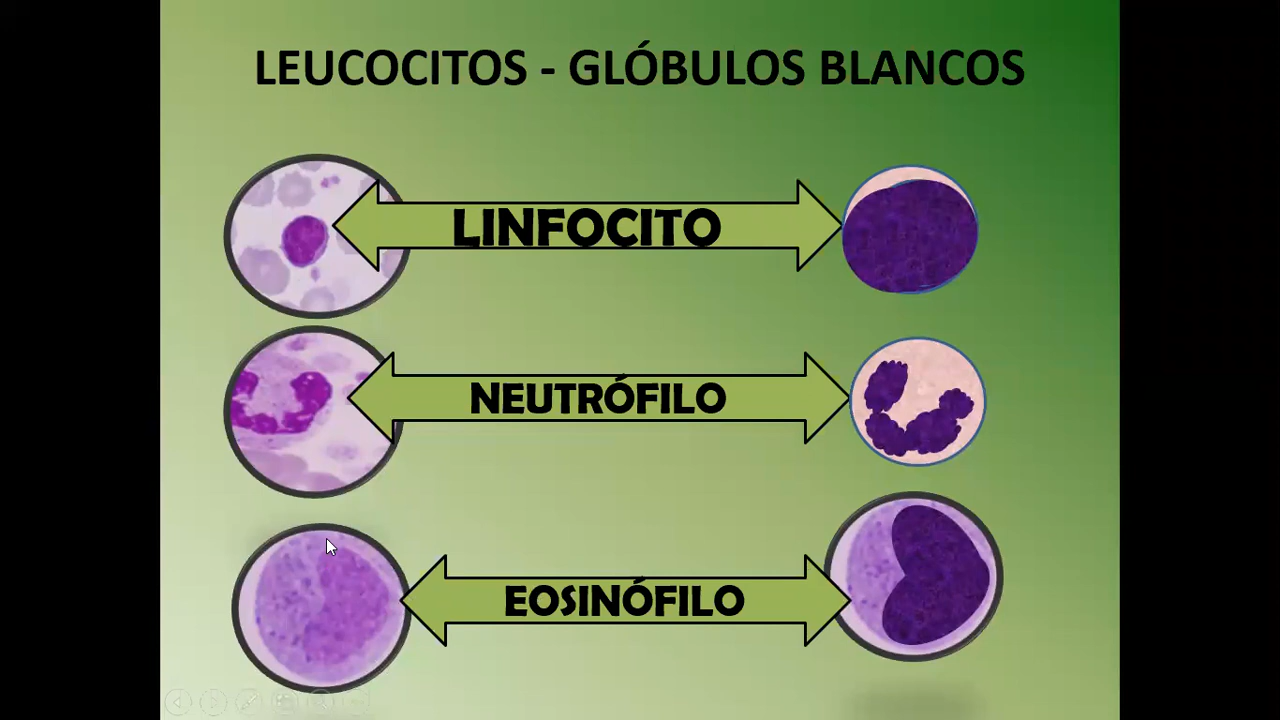 LEUCOCITOS - GLÓBULOS BLANCOS
LINFOCITO
NEUTRÓFILO
EOSINÓFILO